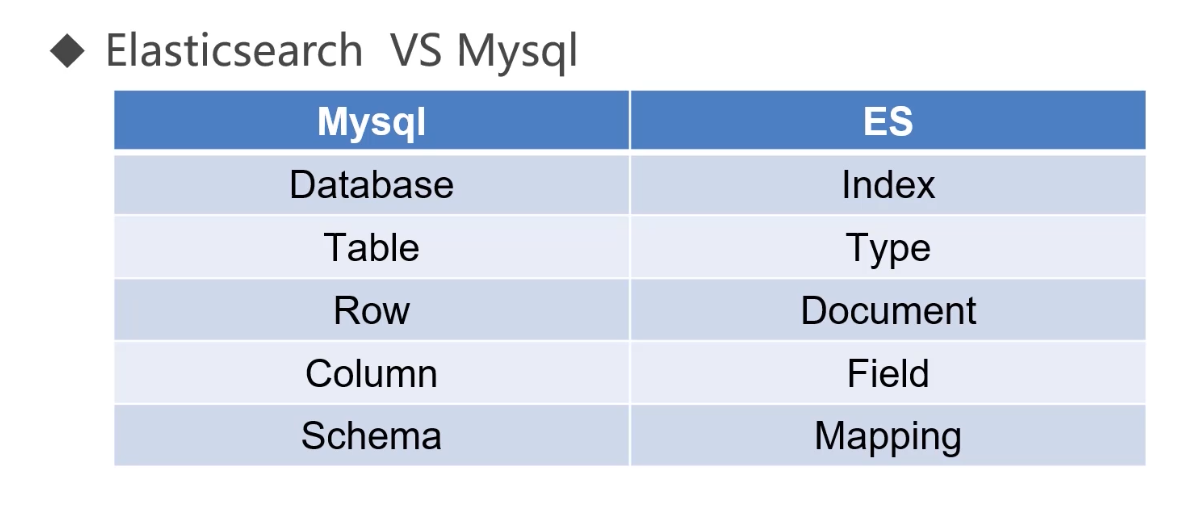 ◆ Elasticsearch VS Mysql
Mysql ES
Database Index
Table Type
Row Document
Column Field
Schema Mapping